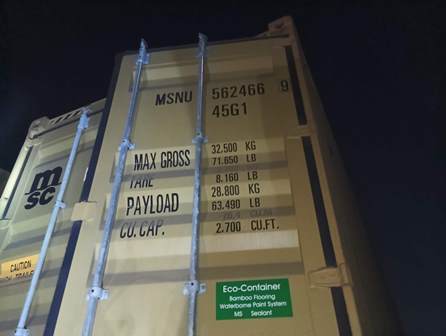 MSNU 562466 9
45G1
MAX GROSS 32.500 KG
71.650 LB
TARE
8.160 LB
PAYLOAD 28.800 KG
63.490 LB
CU. CAP.
2.700 CU.FT.
msc
CAUTION
Eco-Container
Bamboo Flooring
Waterborne Paint System
MS Sealant